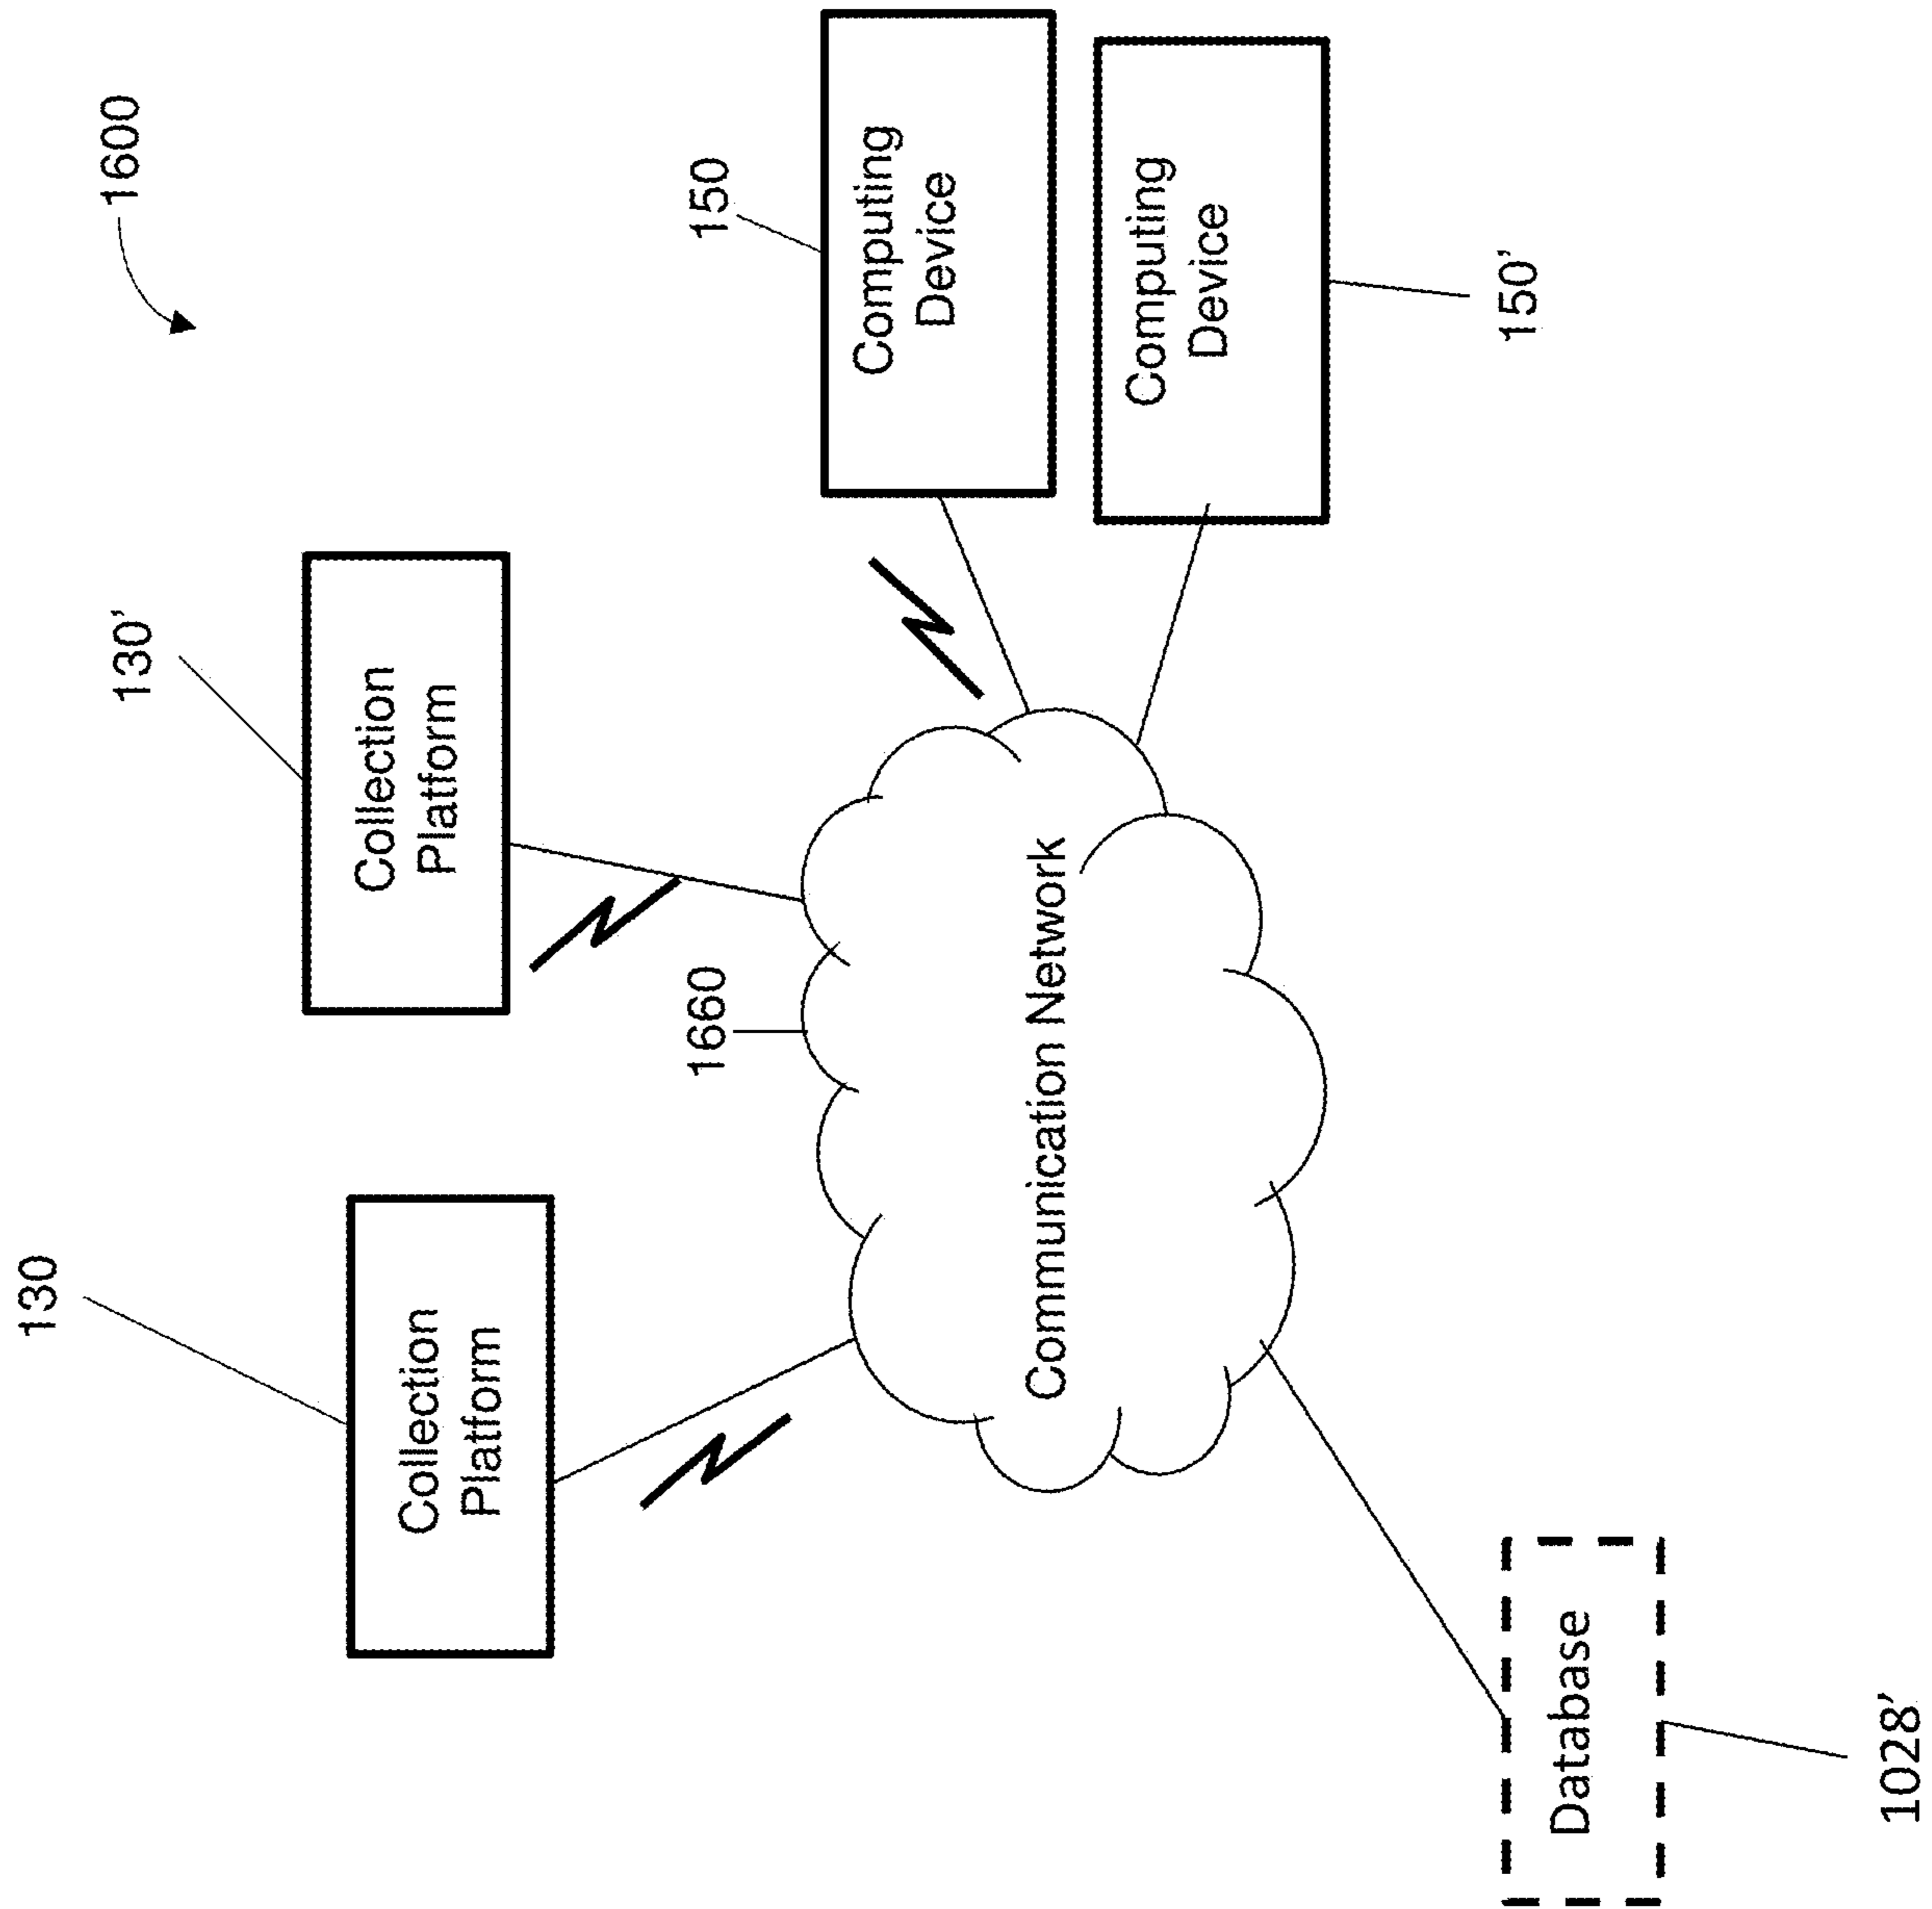 130
130'
1600
Collection
Platform
Collection
Platform
1660
150
Computing
Device
Communication Network
Computing
Device
150'
Database
1028'